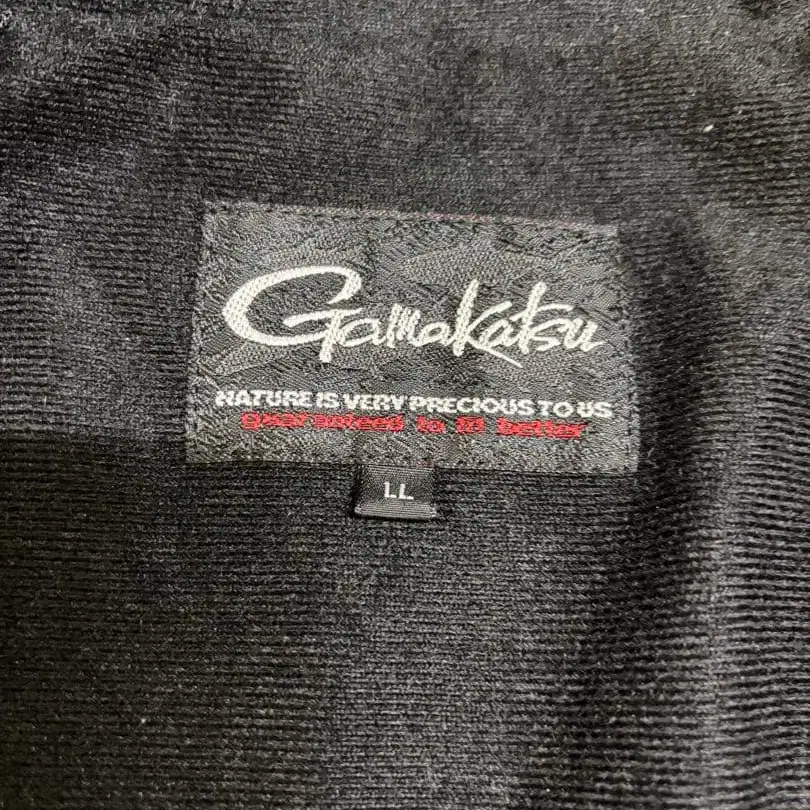 Gamakatsu
NATURE IS VERY PRECIOUS TO US
guaranteed to fit better
LL